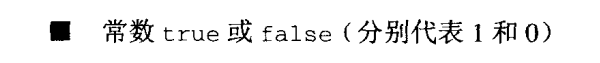 ■ 常数 true 或 false（分别代表 1 和 0）